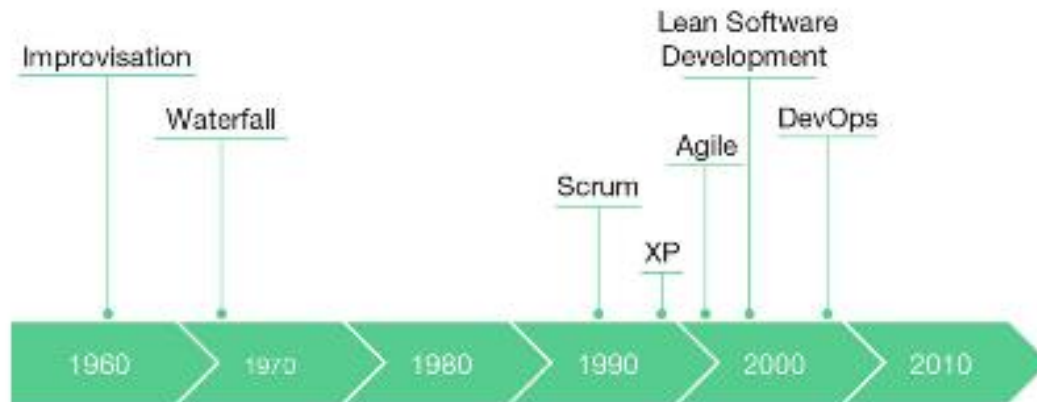 Improvisation
Waterfall
Scrum
XP
Agile
Lean Software
Development
DevOps
1960
1970
1980
1990
2000
2010